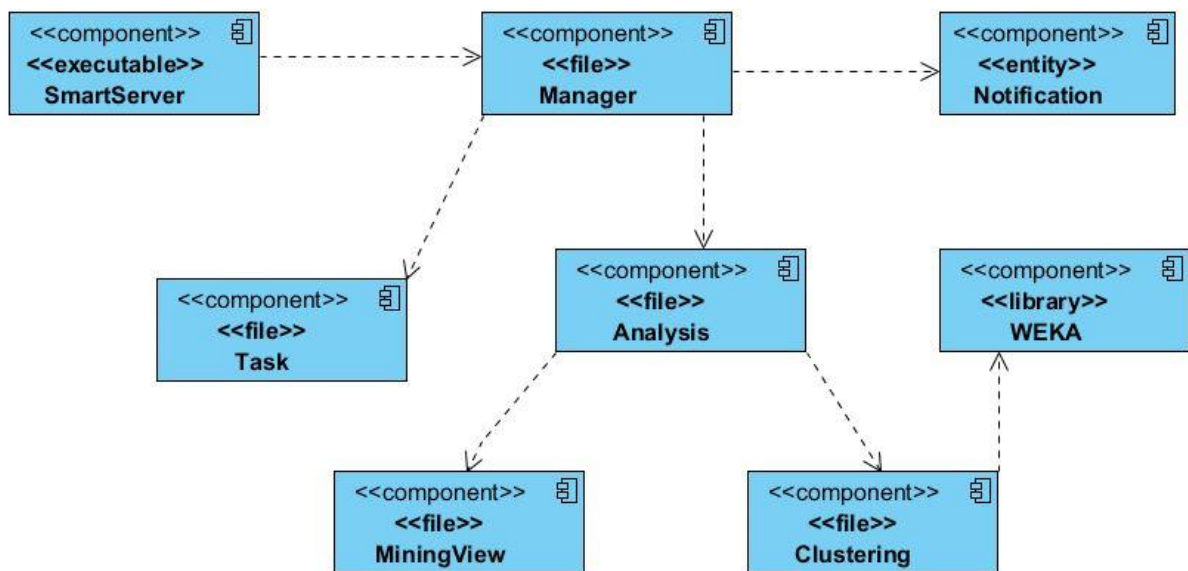 <<component>>
<<executable>>
SmartServer
<<component>>
<<file>>
Manager
<<component>>
<<entity>>
Notification
<<component>>
<<file>>
Task
<<component>>
<<file>>
Analysis
<<component>>
<<library>>
WEKA
<<component>>
<<file>>
MiningView
<<component>>
<<file>>
Clustering